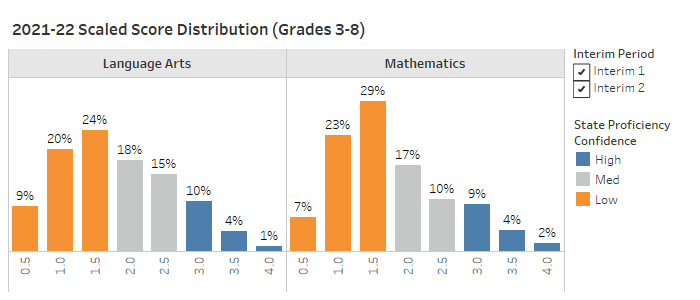 2021-22 Scaled Score Distribution (Grades 3-8)
Language Arts
Mathematics
9%
20%
24%
18%
15%
10%
4%
1%
7%
23%
29%
17%
10%
9%
4%
2%
0.5
1.0
1.5
2.0
2.5
3.0
3.5
4.0
0.5
1.0
1.5
2.0
2.5
3.0
3.5
4.0
Interim Period
Interim 1
Interim 2
State Proficiency
Confidence
High
Med
Low